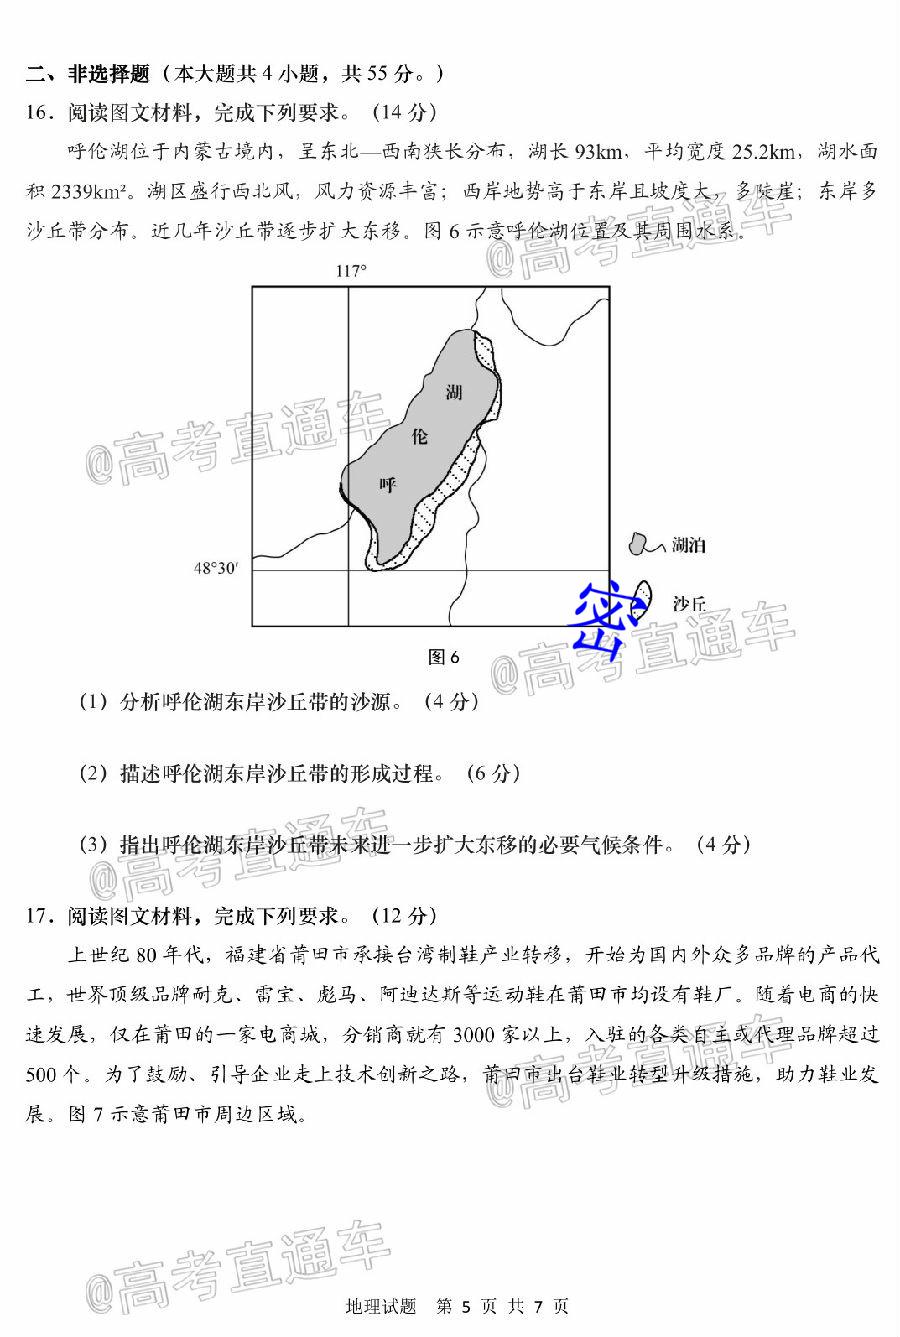 二、非选择题（本大题共 4 小题，共 55 分。）
16．阅读图文材料，完成下列要求。（14 分）
呼伦湖位于内蒙古境内，呈东北—西南狭长分布，湖长 93km，平均宽度 25.2km，湖水面
积 2339km²。湖区盛行西北风，风力资源丰富；西岸地势高于东岸且坡度大，多陡崖；东岸多
沙丘带分布。近几年沙丘带逐步扩大东移。图 6 示意呼伦湖位置及其周围水系。
@高考直通车
117°
湖
伦
呼
@高考直通车
湖泊
48°30′
沙丘
密
@高考直通车
图 6
（1）分析呼伦湖东岸沙丘带的沙源。（4 分）
（2）描述呼伦湖东岸沙丘带的形成过程。（6 分）
（3）指出呼伦湖东岸沙丘带未来进一步扩大东移的必要气候条件。（4 分）
@高考直通车
17．阅读图文材料，完成下列要求。（12 分）
上世纪 80 年代，福建省莆田市承接台湾制鞋产业转移，开始为国内外众多品牌的产品代
工，世界顶级品牌耐克、雷宝、彪马、阿迪达斯等运动鞋在莆田市均设有鞋厂。随着电商的快
速发展，仅在莆田的一家电商城，分销商就有 3000 家以上，入驻的各类自主或代理品牌超过
500 个。为了鼓励、引导企业走上技术创新之路，莆田市出台鞋业转型升级措施，助力鞋业发
展。图 7 示意莆田市周边区域。
@高考直通车
@高考直通车
地理试题 第 5 页 共 7 页